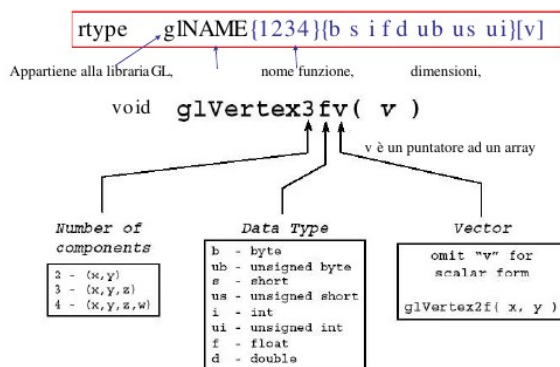 rtype glNAME{1234}{b s i f d ub us ui}[v]
Appartiene alla libraria GL, nome funzione, dimensioni,
void glVertex3fv( v )
v è un puntatore ad un array
Number of
components
2 - (x,y)
3 - (x,y,z)
4 - (x,y,z,w)
Data Type
b - byte
ub - unsigned byte
s - short
us - unsigned short
i - int
ui - unsigned int
f - float
d - double
Vector
omit “v” for
scalar form
glVertex2f( x, y )